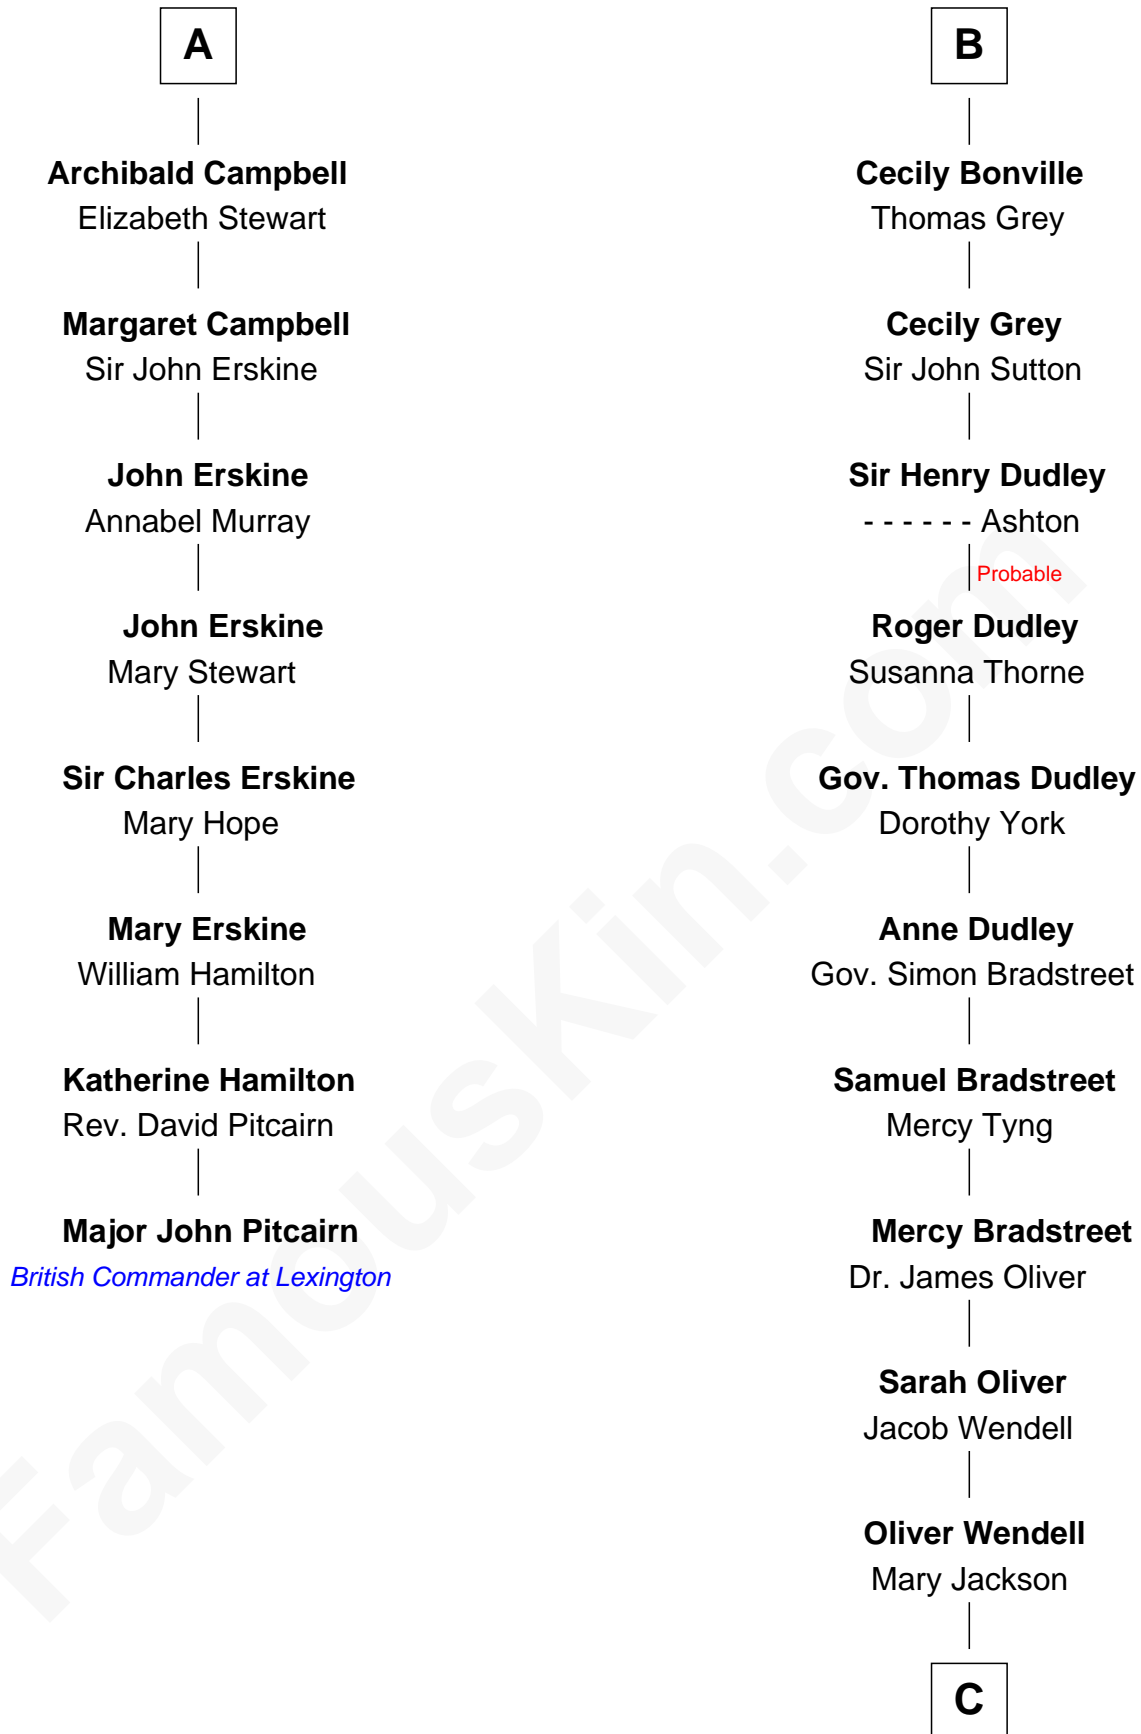 A
Archibald Campbell
Elizabeth Stewart
Margaret Campbell
Sir John Erskine
John Erskine
Annabel Murray
John Erskine
Mary Stewart
Sir Charles Erskine
Mary Hope
Mary Erskine
William Hamilton
Katherine Hamilton
Rev. David Pitcairn
Major John Pitcairn
British Commander at Lexington
B
Cecily Bonville
Thomas Grey
Cecily Grey
Sir John Sutton
Sir Henry Dudley
- - - - - - Ashton
Probable
Roger Dudley
Susanna Thorne
Gov. Thomas Dudley
Dorothy York
Anne Dudley
Gov. Simon Bradstreet
Samuel Bradstreet
Mercy Tyng
Mercy Bradstreet
Dr. James Oliver
Sarah Oliver
Jacob Wendell
Oliver Wendell
Mary Jackson
C
FamousKin.com